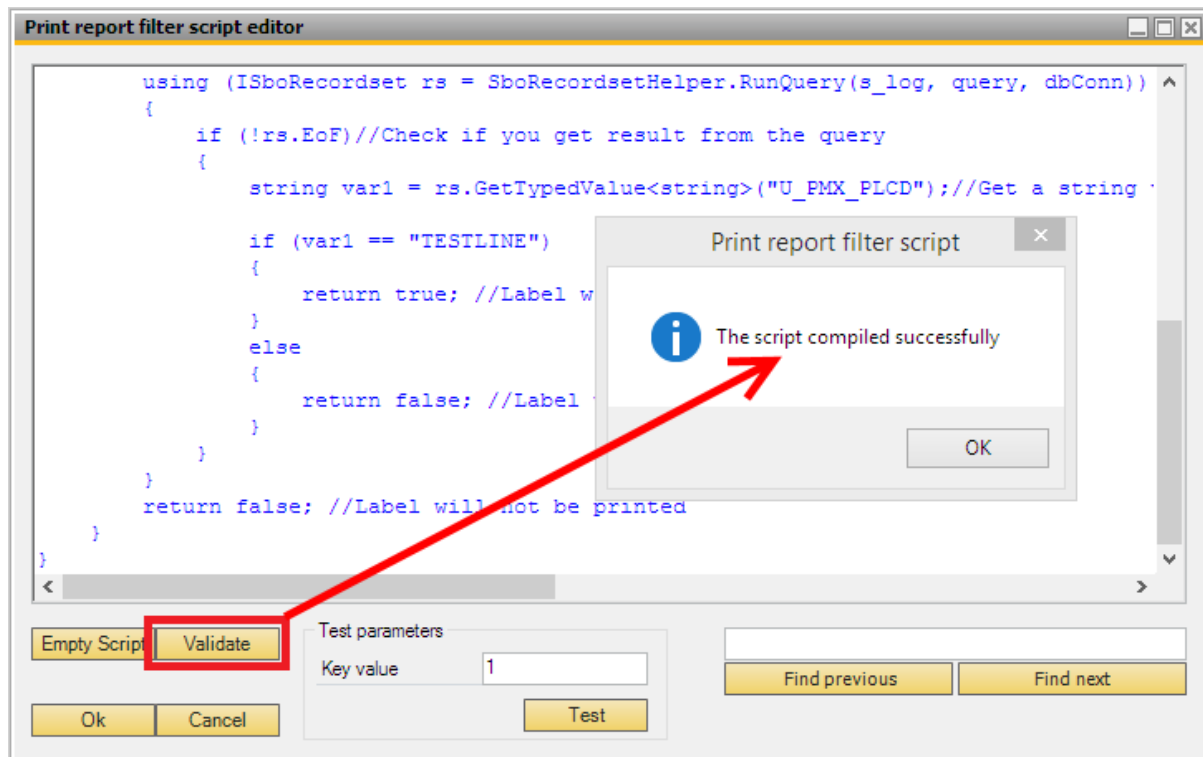 Print report filter script editor
using (ISboRecordset rs = SboRecordsetHelper.RunQuery(s_log, query, dbConn))
{
if (!rs.EoF)//Check if you get result from the query
{
string var1 = rs.GetTypedValue<string>("U_PMX_PLCD");//Get a string
if (var1 == "TESTLINE")
{
return true; //Label w
}
else
{
return false; //Label
}
}
}
return false; //Label will not be printed
}
}
Print report filter script
The script compiled successfully
OK
Empty Script
Validate
Test parameters
Key value
1
Find previous
Find next
Ok
Cancel
Test